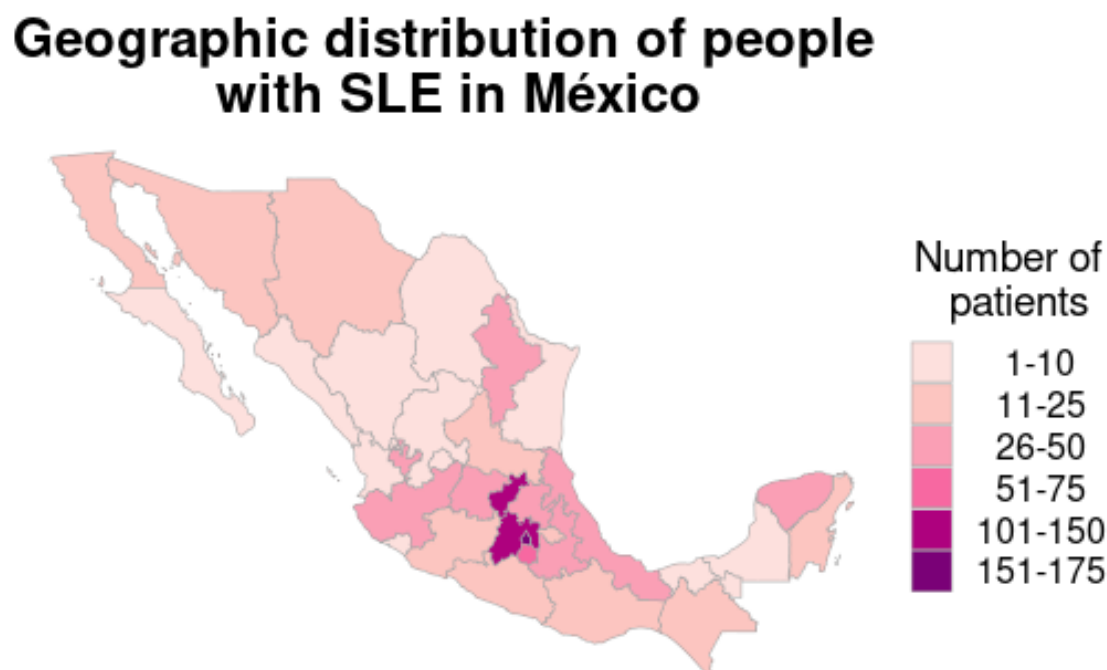 Geographic distribution of people
with SLE in México
Number of
patients
1-10
11-25
26-50
51-75
101-150
151-175